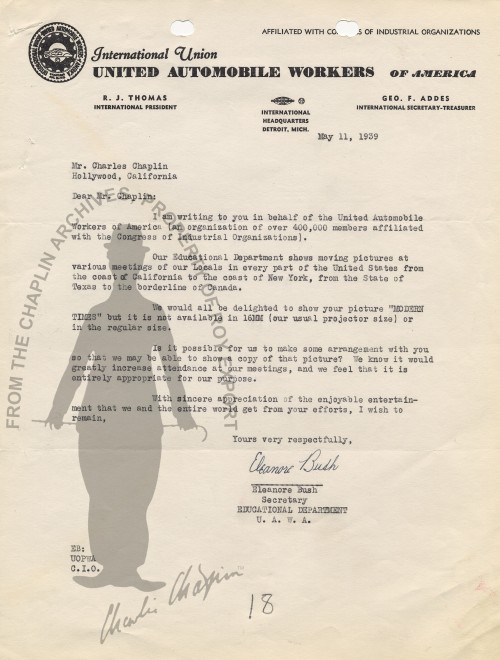 AFFILIATED WITH CO S OF INDUSTRIAL ORGANIZATIONS
International Union
UNITED AUTOMOBILE WORKERS OF AMERICA
R. J. THOMAS
INTERNATIONAL PRESIDENT
INTERNATIONAL
HEADQUARTERS
DETROIT, MICH.
GEO. F. ADDES
INTERNATIONAL SECRETARY-TREASURER
May 11, 1939
Mr. Charles Chaplin
Hollywood, California
Dear Mr. Chaplin:
I am writing to you in behalf of the United Automobile
Workers of America (an organization of over 400,000 members affiliated
with the Congress of Industrial Organizations).
Our Educational Department shows moving pictures at
various meetings of our Locals in every part of the United States from
the coast of California to the coast of New York, from the State of
Texas to the borderline of Canada.
We would all be delighted to show your picture "MODERN
TIMES" but it is not available in 16MM (our usual projector size) or
in the regular size.
Is it possible for us to make some arrangement with you
so that we may be able to show a copy of that picture? We know it would
greatly increase attendance at our meetings, and we feel that it is
entirely appropriate for our purpose.
With sincere appreciation of the enjoyable entertain-
ment that we and the entire world get from your efforts, I wish to
remain,
Yours very respectfully,
Eleanore Bush
Eleanore Bush
Secretary
EDUCATIONAL DEPARTMENT
U. A. W. A.
EB:
UOPWA
C.I.O.
Charlie Chaplin
18
FROM THE CHAPLIN ARCHIVES, PROPERTY OF ROY EXPORT